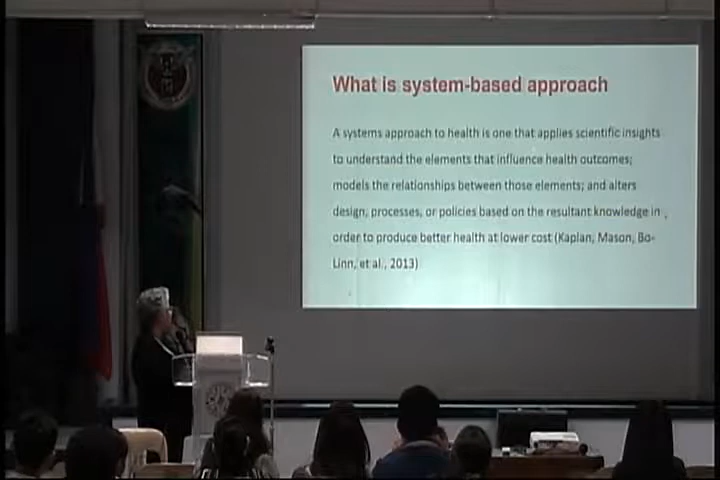 What is system-based approach
A systems approach to health is one that applies scientific insights
to understand the elements that influence health outcomes;
models the relationships between those elements; and alters
design, processes, or policies based on the resultant knowledge in
order to produce better health at lower cost (Kaplan, Mason, Bo-
Linn, et al., 2013)